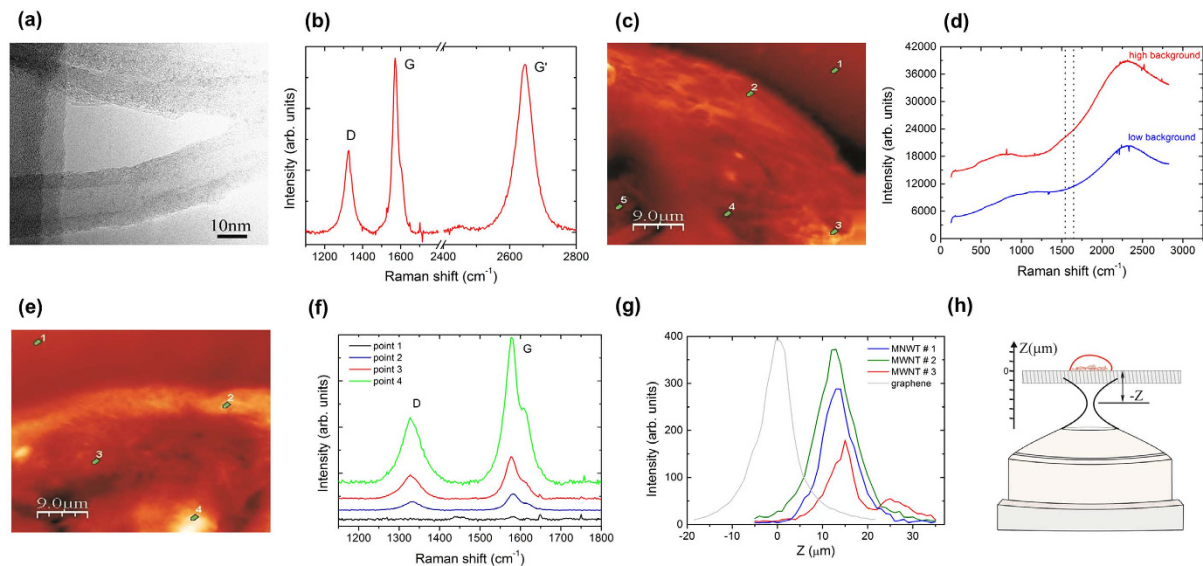 (a)
10nm
(b)
Intensity (arb. units)
D
G
G'
1200
1400
1600
2400
2600
2800
Raman shift (cm⁻¹)
(c)
1
2
3
4
5
9.0μm
(d)
Intensity (arb. units)
42000
36000
30000
24000
18000
12000
6000
0
high background
low background
0
500
1000
1500
2000
2500
3000
Raman shift (cm⁻¹)
(e)
1
2
3
4
9.0μm
(f)
Intensity (arb. units)
point 1
point 2
point 3
point 4
D
G
1200
1300
1400
1500
1600
1700
1800
Raman shift (cm⁻¹)
(g)
Intensity (arb. units)
400
300
200
100
0
MNWT # 1
MWNT # 2
MWNT # 3
graphene
-20
-10
0
10
20
30
Z (μm)
(h)
Z(μm)
0
-Z